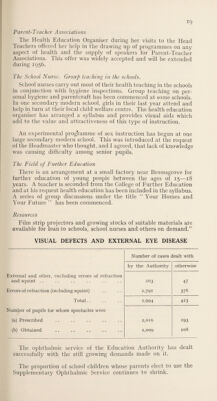 19
Parent-Teacher Associations
The Health Education Organiser during her visits to the Head
Teachers offered her help in the drawing up of programmes on any
aspect of health and the supply of speakers for Parent-Teacher
Associations. This offer was widely accepted and will be extended
during 1956.
The School Nurse. Group teaching in the schools.
School nurses carry out most of their health teaching in the schools
in conjunction with hygiene inspections. Group teaching on per-
sonal hygiene and parentcraft has been commenced at some schools.
In one secondary modern school, girls in their last year attend and
help in turn at their local child welfare centre. The health education
organiser has arranged a syllabus and provides visual aids which
add to the value and attractiveness of this type of instruction.
An experimental programme of sex instruction has begun at one
large secondary modern school. This was introduced at the request
of the Headmaster who thought, and I agreed, that lack of knowledge
was causing difficulty among senior pupils.
The Field of Further Education
There is an arrangement at a small factory near Bromsgrove for
further education of young people between the ages of 15—18
years. A teacher is seconded from the College of Further Education
and at his request health education has been included in the syllabus.
A series of group discussions under the title " Your Homes and
Your Future " has been commenced.
Resources
Film strip projectors and growing stocks of suitable materials are
available for loan to schools, school nurses and others on demand."
VISUAL DEFECTS AND EXTERNAL EYE DISEASE
Number of cases dealt with
by the Authority otherwise
External and other, excluding errors of refraction
and squint 203 47
Errors of refraction (including squint) 2,791 376
Total 2,994 423
Number of pupils for whom spectacles were
(a) Prescribed 2,010 293
(b) Obtained 2,009 208
The ophthalmic service of the Education Authority has dealt
successfully with the still growing demands made on it.
The proportion of school children whose parents elect to use the
Supplementary Ophthalmic Service continues to shrink.